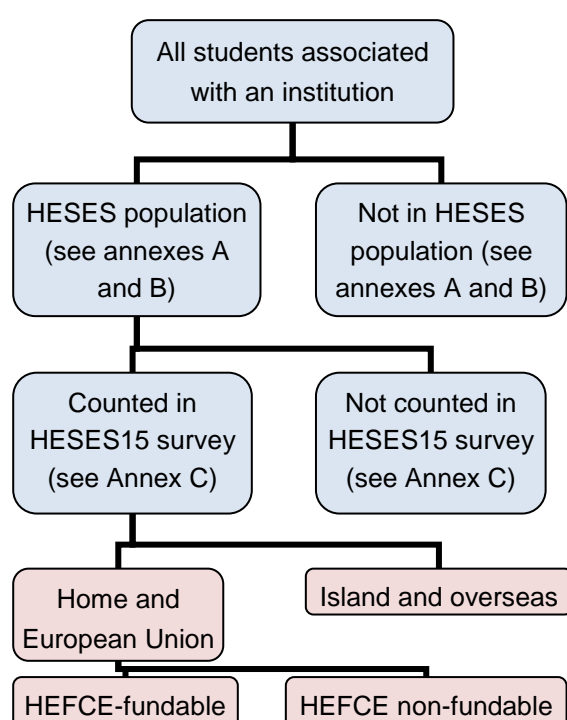 All students associated
with an institution
HESES population
(see annexes A
and B)
Not in HESES
population (see
annexes A and B)
Counted in
HESES15 survey
(see Annex C)
Not counted in
HESES15 survey
(see Annex C)
Home and
European Union
Island and overseas
HEFCE-fundable
HEFCE non-fundable